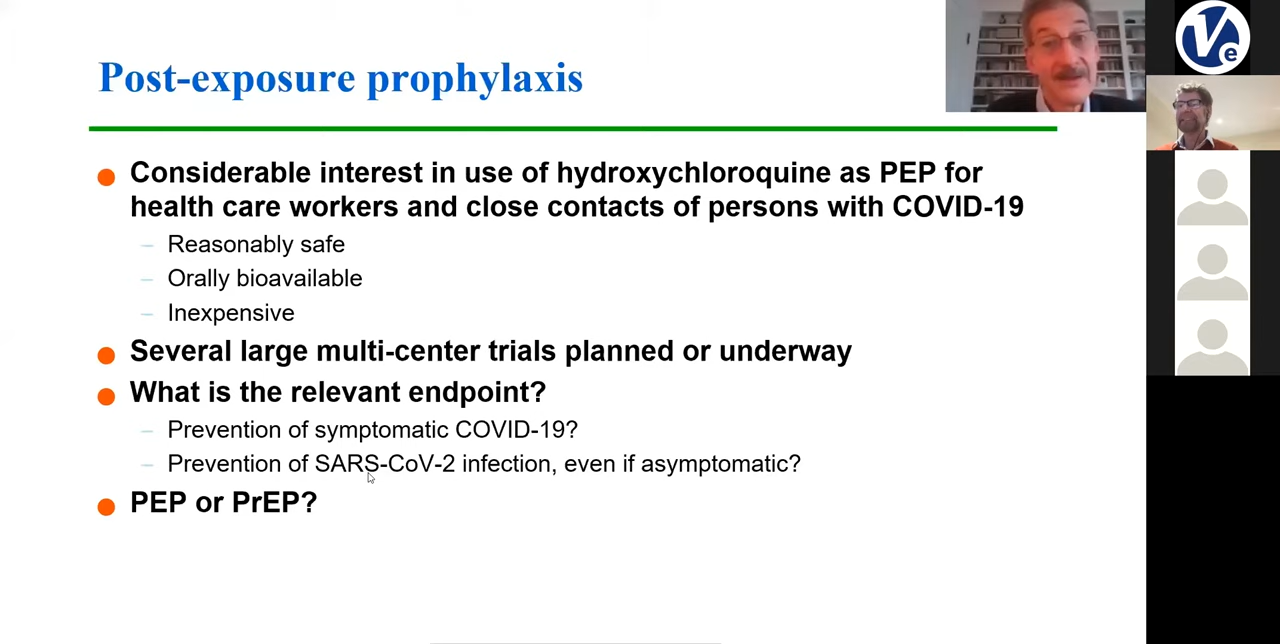 Post-exposure prophylaxis
Considerable interest in use of hydroxychloroquine as PEP for
health care workers and close contacts of persons with COVID-19
– Reasonably safe
– Orally bioavailable
– Inexpensive
Several large multi-center trials planned or underway
What is the relevant endpoint?
– Prevention of symptomatic COVID-19?
– Prevention of SARS-CoV-2 infection, even if asymptomatic?
PEP or PrEP?
Ve